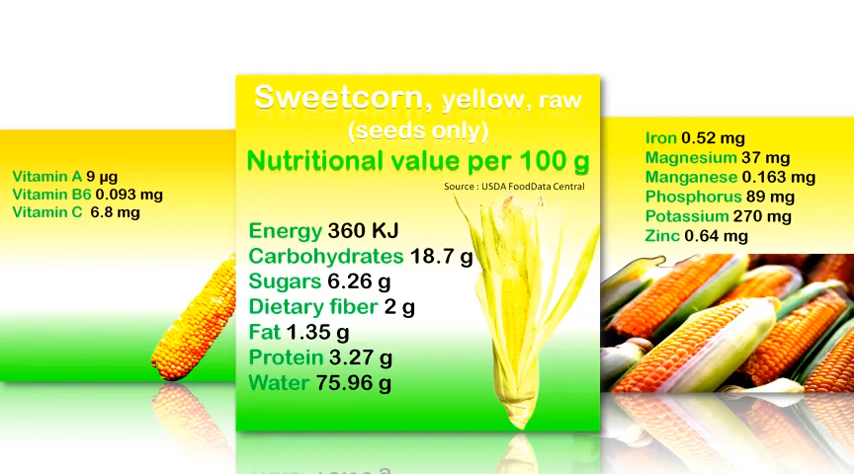 Sweetcorn, yellow, raw
(seeds only)
Nutritional value per 100 g
Source : USDA FoodData Central
Energy 360 KJ
Carbohydrates 18.7 g
Sugars 6.26 g
Dietary fiber 2 g
Fat 1.35 g
Protein 3.27 g
Water 75.96 g
Vitamin A 9 µg
Vitamin B6 0.093 mg
Vitamin C 6.8 mg
Iron 0.52 mg
Magnesium 37 mg
Manganese 0.163 mg
Phosphorus 89 mg
Potassium 270 mg
Zinc 0.64 mg